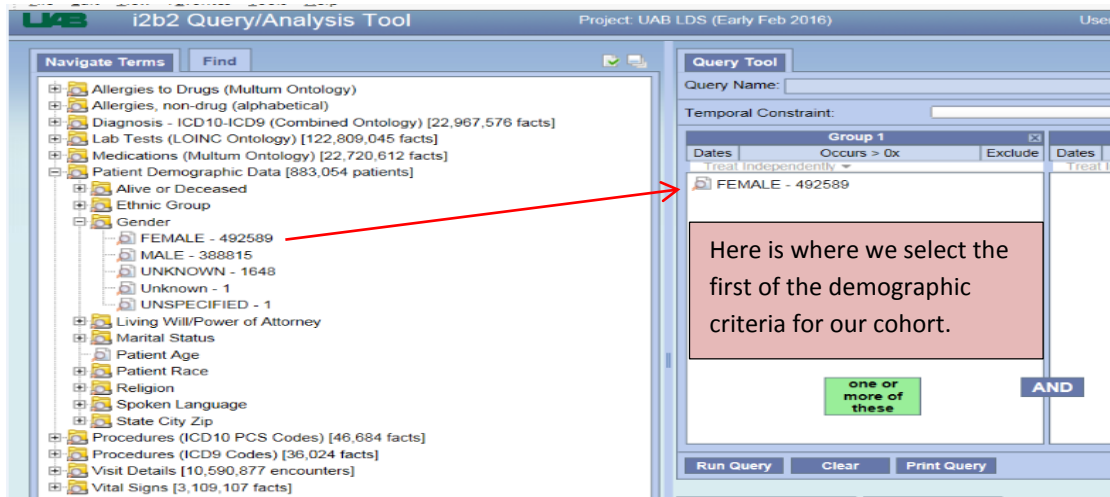 UAB i2b2 Query/Analysis Tool Project: UAB LDS (Early Feb 2016) Use
Navigate Terms Find
Allergies to Drugs (Multum Ontology)
Allergies, non-drug (alphabetical)
Diagnosis - ICD10-ICD9 (Combined Ontology) [22,967,576 facts]
Lab Tests (LOINC Ontology) [122,809,045 facts]
Medications (Multum Ontology) [22,720,612 facts]
Patient Demographic Data [883,054 patients]
Alive or Deceased
Ethnic Group
Gender
FEMALE - 492589
MALE - 388815
UNKNOWN - 1648
Unknown - 1
UNSPECIFIED - 1
Living Will/Power of Attorney
Marital Status
Patient Age
Patient Race
Religion
Spoken Language
State City Zip
Procedures (ICD10 PCS Codes) [46,684 facts]
Procedures (ICD9 Codes) [36,024 facts]
Visit Details [10,590,877 encounters]
Vital Signs [3,109,107 facts]
Query Tool
Query Name:
Temporal Constraint:
Group 1
Dates Occurs > 0x Exclude Dates
Treat Independently Treat
FEMALE - 492589
Here is where we select the
first of the demographic
criteria for our cohort.
one or
more of
these
AND
Run Query Clear Print Query